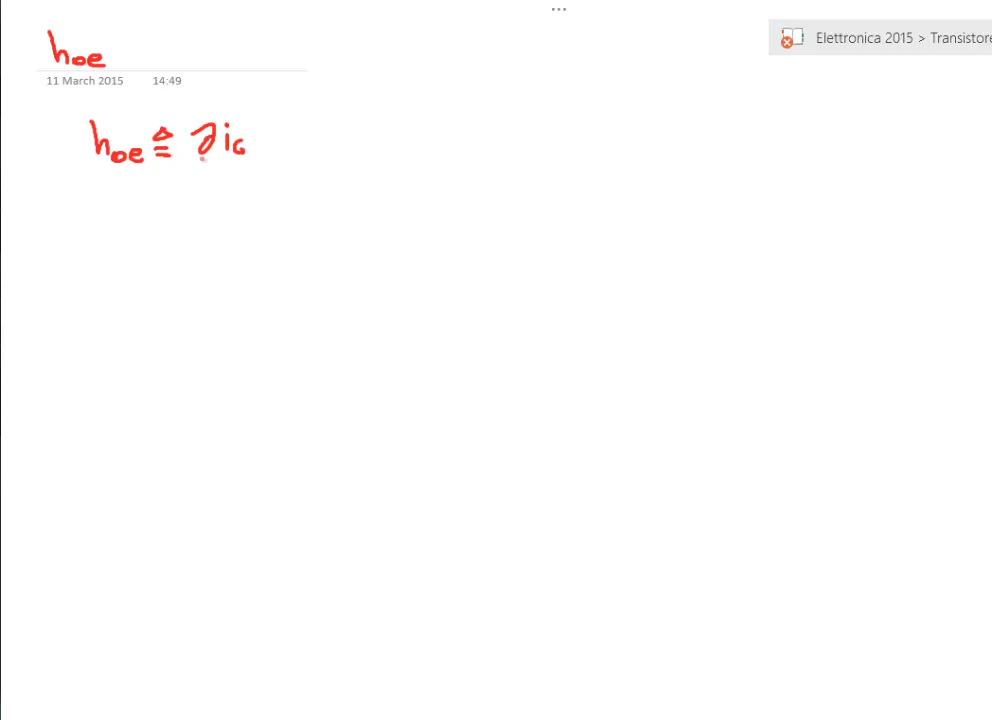 ...
Elettronica 2015 > Transistore
hoe
11 March 2015 14:49
hoe ≙ ∂ic